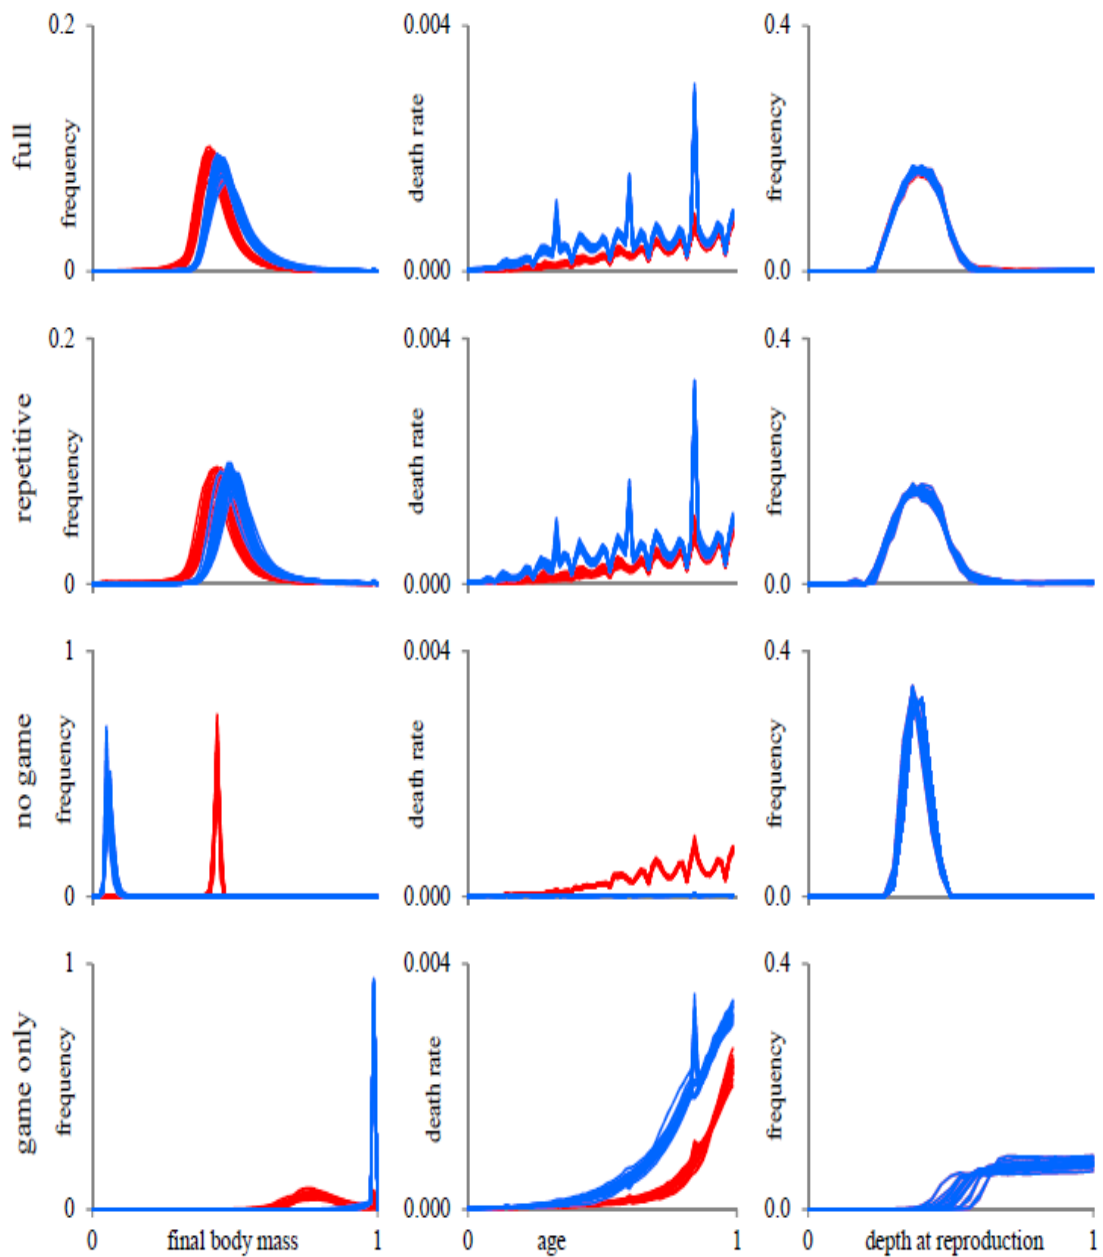 full
0.2
frequency
0
0.004
death rate
0.000
0.4
frequency
0.0
repetitive
0.2
frequency
0
0.004
death rate
0.000
0.4
frequency
0.0
no game
1
frequency
0
0.004
death rate
0.000
0.4
frequency
0.0
game only
1
frequency
0
0.004
death rate
0.000
0.4
frequency
0.0
0 final body mass 1
0 age 1
0 depth at reproduction 1